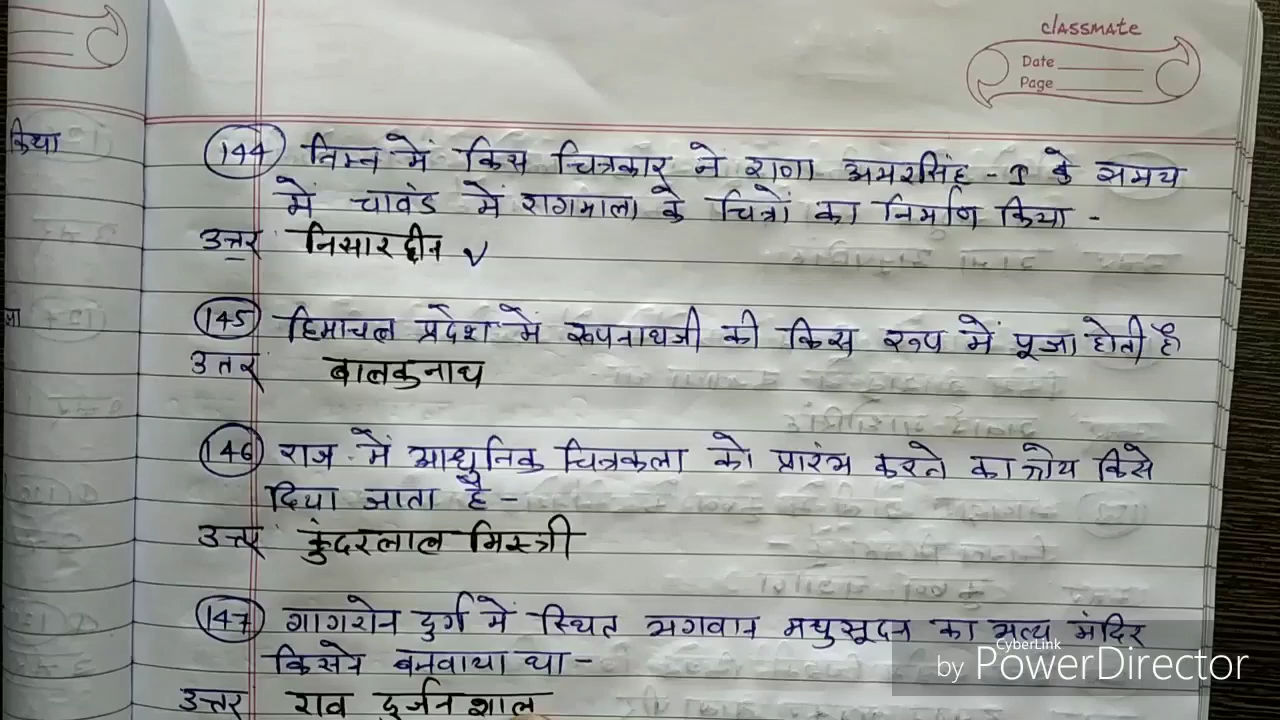 classmate
Date
Page
किया
144 निम्न में किस चित्रकार ने राणा अमरसिंह - I के समय
में चावंड में रागमाला के चित्रों का निर्माण किया -
उत्तर निसारद्दीन ✓
ला
145 हिमाचल प्रदेश में रूपनाथजी की किस रूप में पूजा होती है
उतर बालकनाथ
146 राज में आधुनिक चित्रकला को प्रारंभ करने का श्रेय किसे
दिया जाता है -
उत्तर कुंदरलाल मिस्त्री
147 गागरोन दुर्ग में स्थित भगवान मधुसूदन का भव्य मंदिर
किसने बनवाया था -
उत्तर राव दुर्जनशाल
CyberLink
by PowerDirector